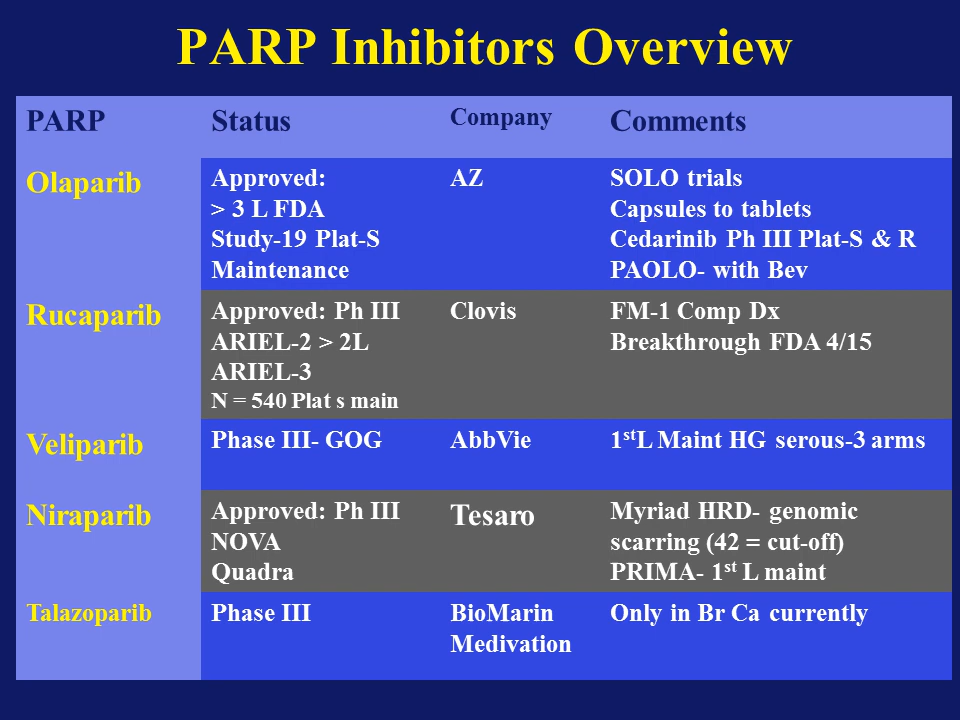 PARP Inhibitors Overview
PARP
Status
Company
Comments
Olaparib
Approved:
> 3 L FDA
Study-19 Plat-S
Maintenance
AZ
SOLO trials
Capsules to tablets
Cedarinib Ph III Plat-S & R
PAOLO- with Bev
Rucaparib
Approved: Ph III
ARIEL-2 > 2L
ARIEL-3
N = 540 Plat s main
Clovis
FM-1 Comp Dx
Breakthrough FDA 4/15
Veliparib
Phase III- GOG
AbbVie
1stL Maint HG serous-3 arms
Niraparib
Approved: Ph III
NOVA
Quadra
Tesaro
Myriad HRD- genomic
scarring (42 = cut-off)
PRIMA- 1st L maint
Talazoparib
Phase III
BioMarin
Medivation
Only in Br Ca currently